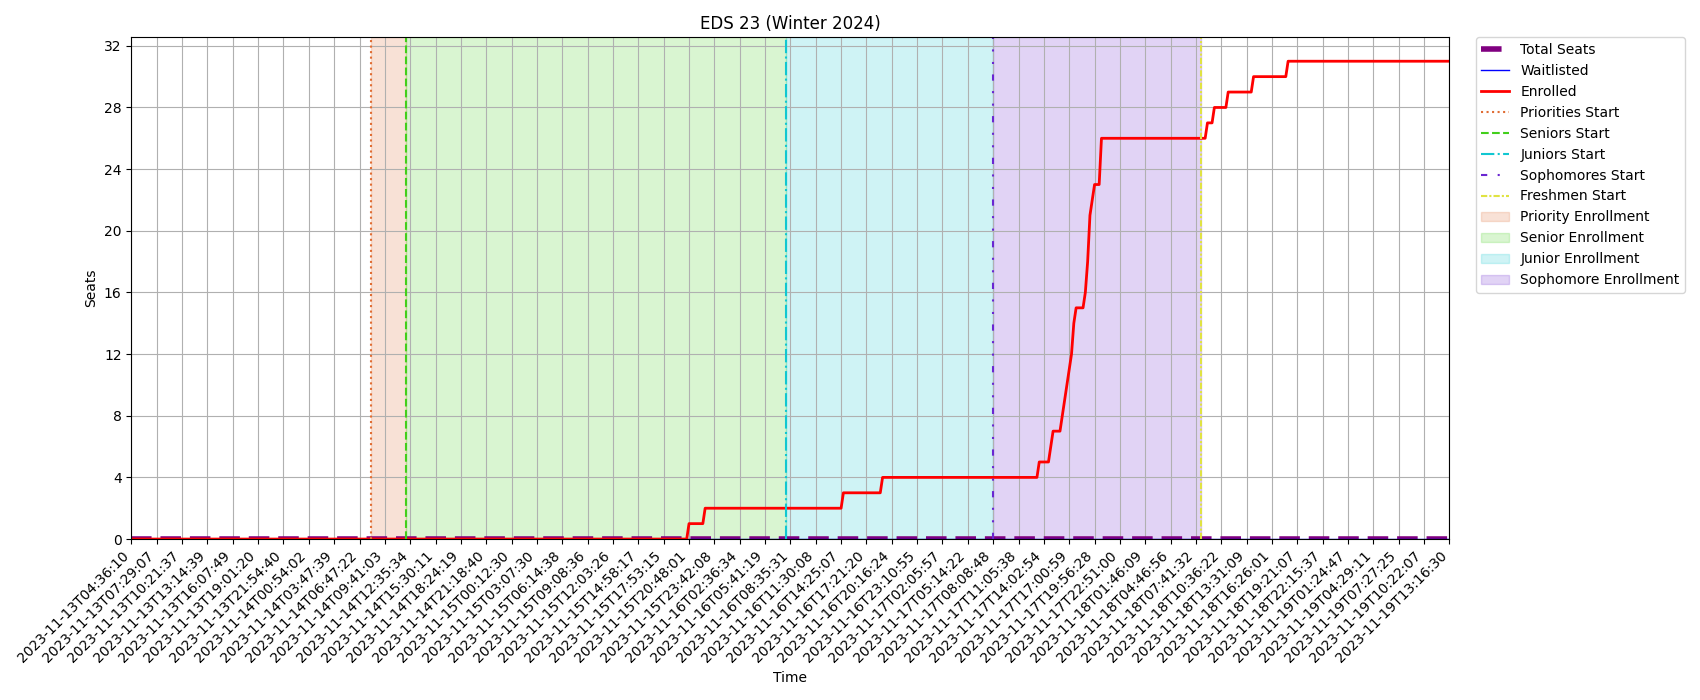 EDS 23 (Winter 2024)
Total Seats
Waitlisted
Enrolled
Priorities Start
Seniors Start
Juniors Start
Sophomores Start
Freshmen Start
Priority Enrollment
Senior Enrollment
Junior Enrollment
Sophomore Enrollment
Seats
32
28
24
20
16
12
8
4
0
2023-11-13T04:36:10
2023-11-13T07:29:07
2023-11-13T10:21:37
2023-11-13T13:14:39
2023-11-13T16:07:49
2023-11-13T19:01:20
2023-11-13T21:54:40
2023-11-14T00:54:02
2023-11-14T03:47:39
2023-11-14T06:47:22
2023-11-14T09:41:03
2023-11-14T12:35:34
2023-11-14T15:30:11
2023-11-14T18:24:19
2023-11-14T21:18:40
2023-11-15T00:12:30
2023-11-15T03:07:30
2023-11-15T06:14:38
2023-11-15T09:08:36
2023-11-15T12:03:26
2023-11-15T14:58:17
2023-11-15T17:53:15
2023-11-15T20:48:01
2023-11-15T23:42:08
2023-11-16T02:36:34
2023-11-16T05:41:19
2023-11-16T08:35:31
2023-11-16T11:30:08
2023-11-16T14:25:07
2023-11-16T17:21:20
2023-11-16T20:16:24
2023-11-16T23:10:55
2023-11-17T02:05:57
2023-11-17T05:14:22
2023-11-17T08:08:48
2023-11-17T11:05:38
2023-11-17T14:02:54
2023-11-17T17:00:59
2023-11-17T19:56:28
2023-11-17T22:51:00
2023-11-18T01:46:09
2023-11-18T04:46:56
2023-11-18T07:41:32
2023-11-18T10:36:22
2023-11-18T13:31:09
2023-11-18T16:26:01
2023-11-18T19:21:07
2023-11-18T22:15:37
2023-11-19T01:24:47
2023-11-19T04:29:11
2023-11-19T07:27:25
2023-11-19T10:22:07
2023-11-19T13:16:30
Time